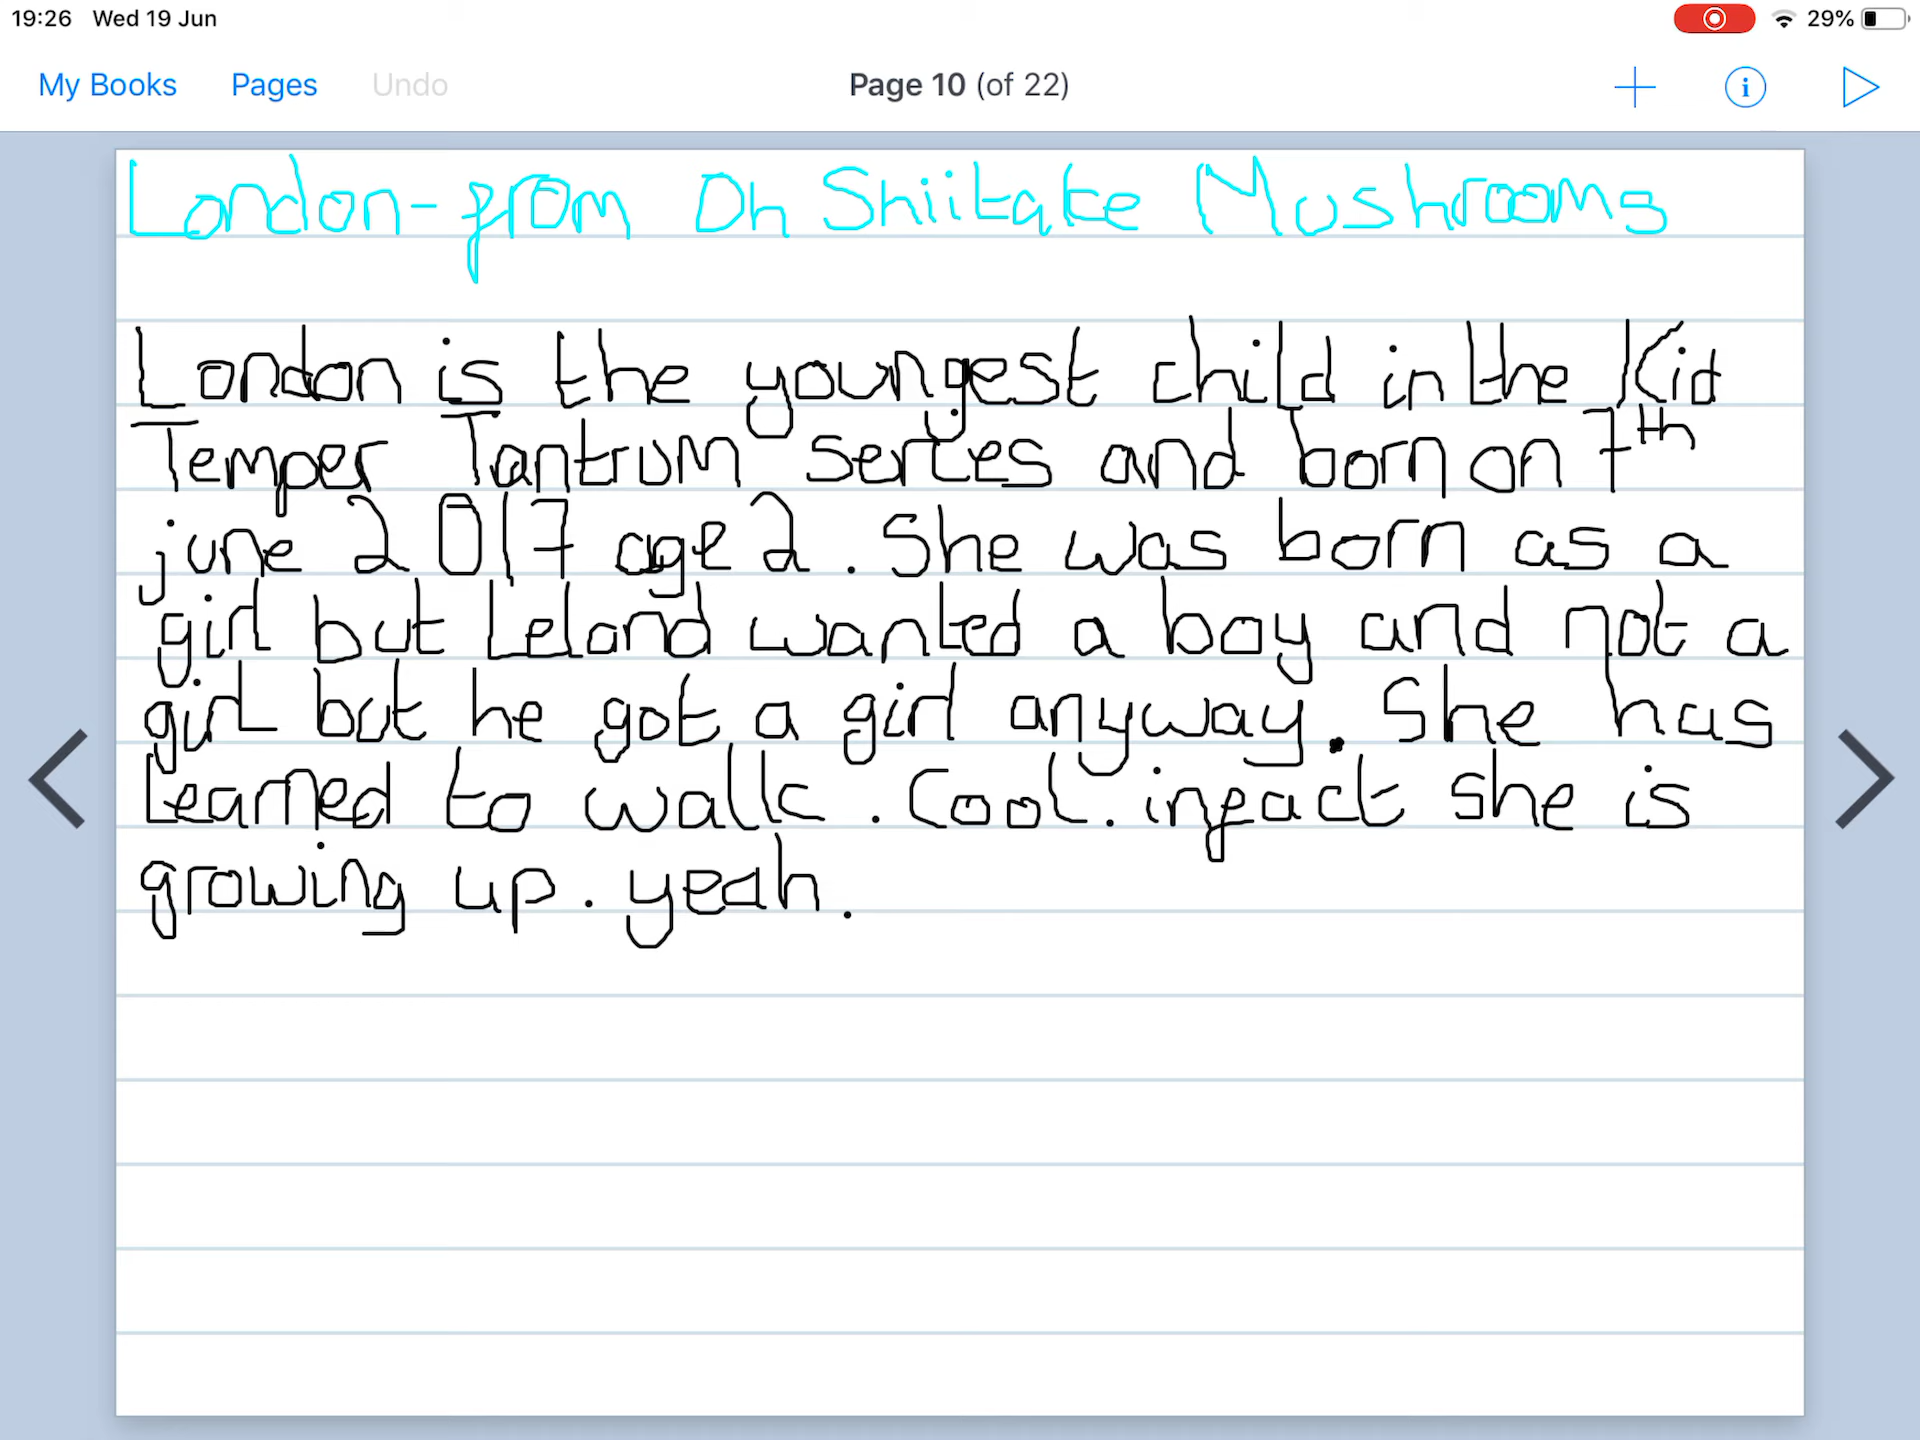 19:26 Wed 19 Jun 29%
My Books Pages Undo Page 10 (of 22)
London-from Oh Shiitake Mushrooms
London is the youngest child in the Kid
Temper Tantrum series and born on 7th
june 2017 age 2. She was born as a
girl but Leland wanted a boy and not a
girl but he got a girl anyway. She has
Learned to walk. Cool. infact she is
growing up. yeah.